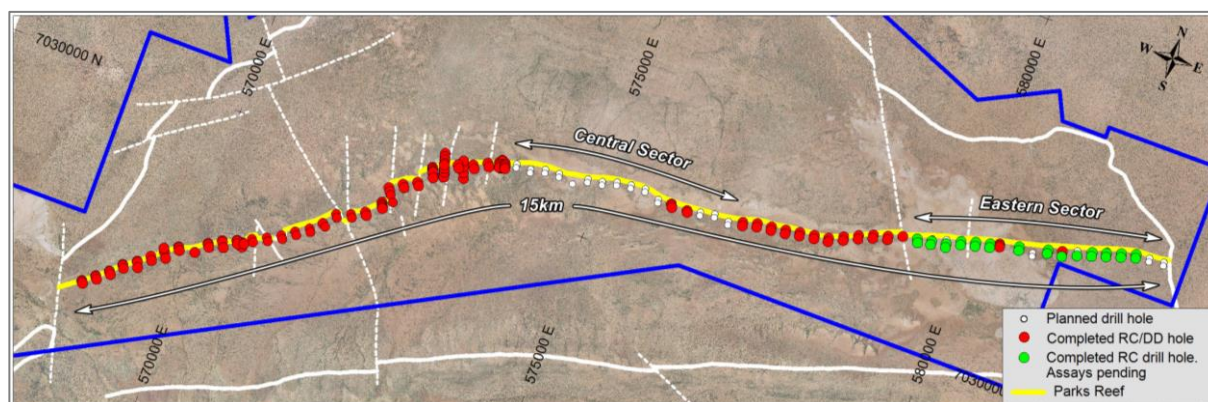 7030000 N
570000 E
575000 E
580000 E
N
W
E
S
Central Sector
15km
Eastern Sector
570000 E
575000 E
580000 E
7030000
Planned drill hole
Completed RC/DD hole
Completed RC drill hole.
Assays pending
Parks Reef